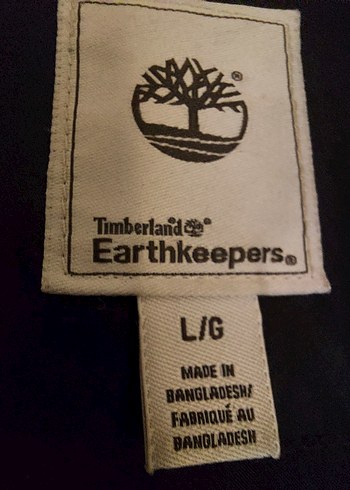 ®
Timberland®
Earthkeepers®
L/G
MADE IN
BANGLADESH/
FABRIQUÉ AU
BANGLADESH